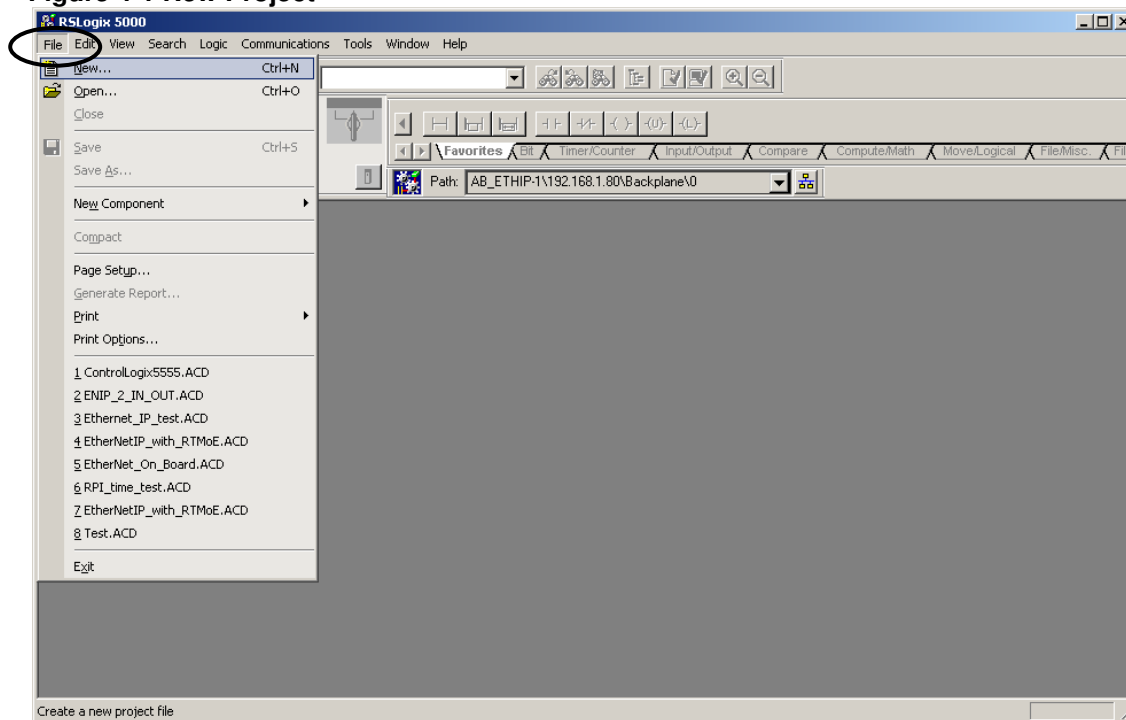 RSLogix 5000
File Edit View Search Logic Communications Tools Window Help
New... Ctrl+N
Open... Ctrl+O
Close
Save Ctrl+S
Save As...
New Component
Compact
Page Setup...
Generate Report...
Print
Print Options...
1 ControlLogix5555.ACD
2 ENIP_2_IN_OUT.ACD
3 Ethernet_IP_test.ACD
4 EtherNetIP_with_RTMoE.ACD
5 EtherNet_On_Board.ACD
6 RPI_time_test.ACD
7 EtherNetIP_with_RTMoE.ACD
8 Test.ACD
Exit
Favorites Bit Timer/Counter Input/Output Compare Compute/Math Move/Logical File/Misc. Fil
Path: AB_ETHIP-1\192.168.1.80\Backplane\0
Create a new project file